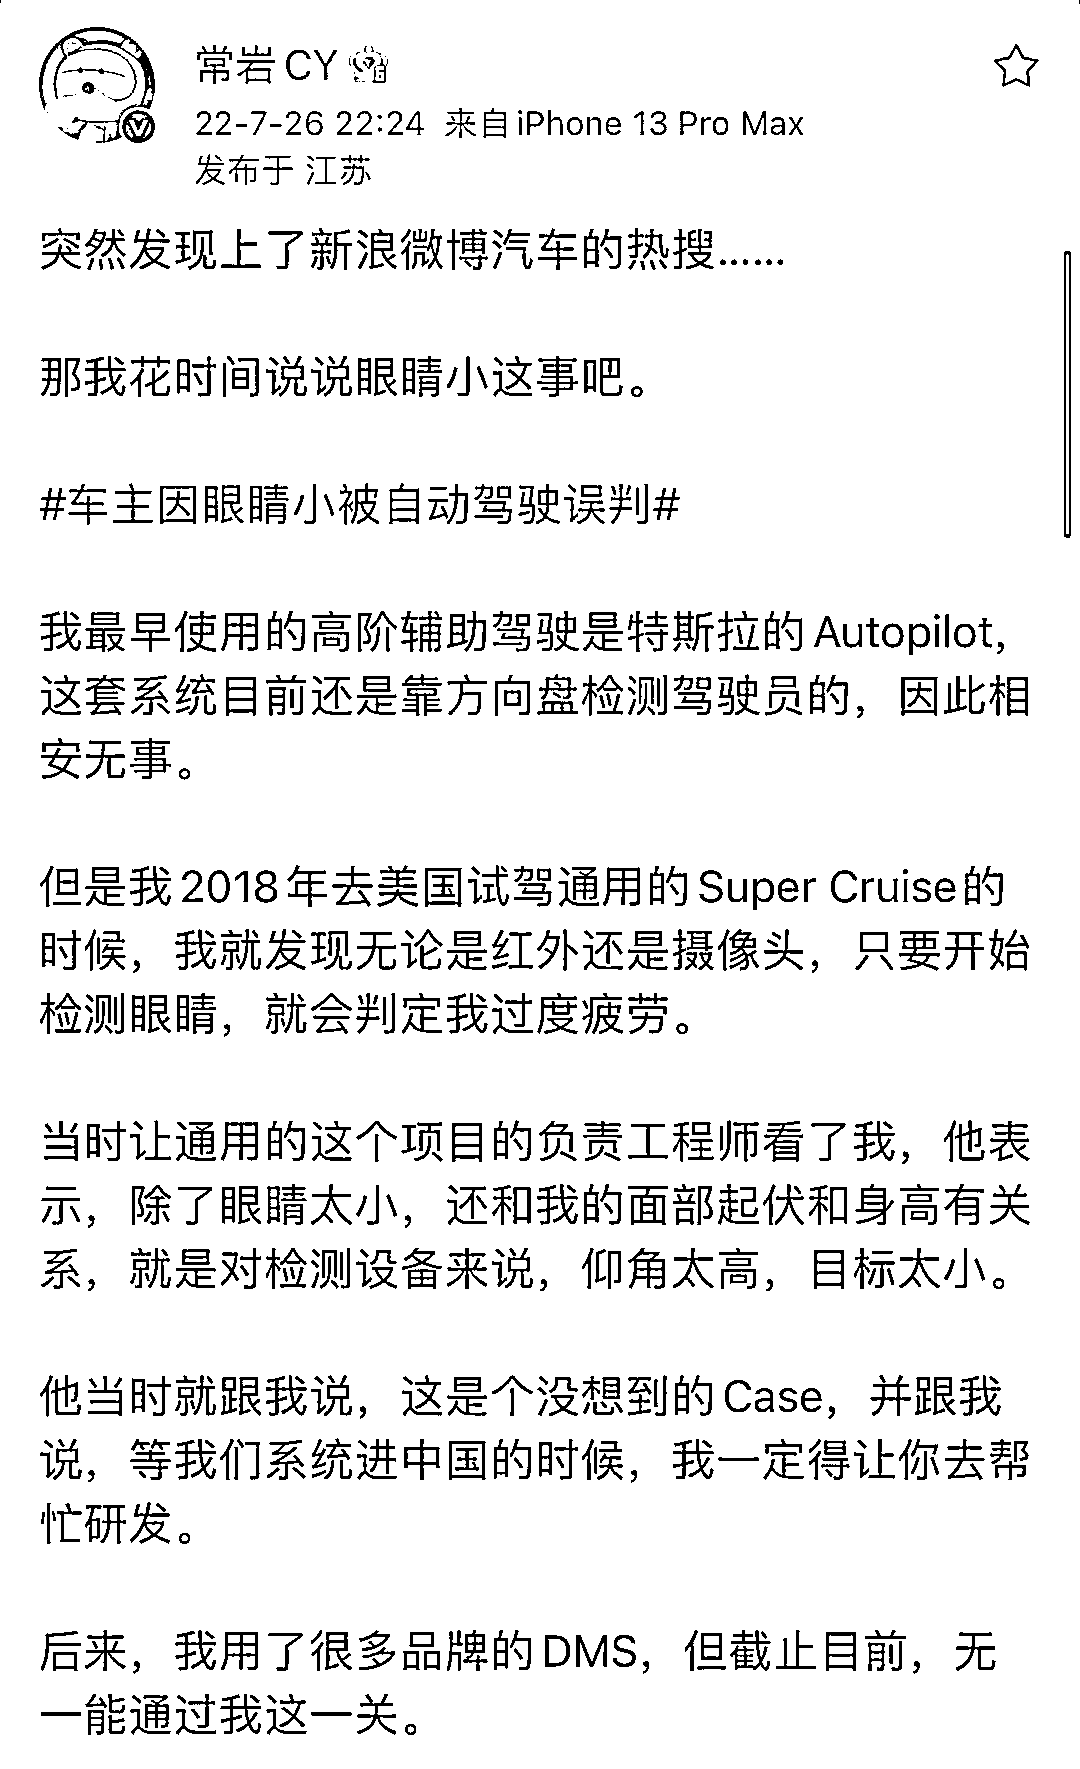 常岩CY
22-7-26 22:24 来自iPhone 13 Pro Max
发布于 江苏
突然发现上了新浪微博汽车的热搜……
那我花时间说说眼睛小这事吧。
#车主因眼睛小被自动驾驶误判#
我最早使用的高阶辅助驾驶是特斯拉的Autopilot,
这套系统目前还是靠方向盘检测驾驶员的，因此相
安无事。
但是我2018年去美国试驾通用的Super Cruise的
时候，我就发现无论是红外还是摄像头，只要开始
检测眼睛，就会判定我过度疲劳。
当时让通用的这个项目的负责工程师看了我，他表
示，除了眼睛太小，还和我的面部起伏和身高有关
系，就是对检测设备来说，仰角太高，目标太小。
他当时就跟我说，这是个没想到的Case，并跟我
说，等我们系统进中国的时候，我一定得让你去帮
忙研发。
后来，我用了很多品牌的DMS，但截止目前，无
一能通过我这一关。